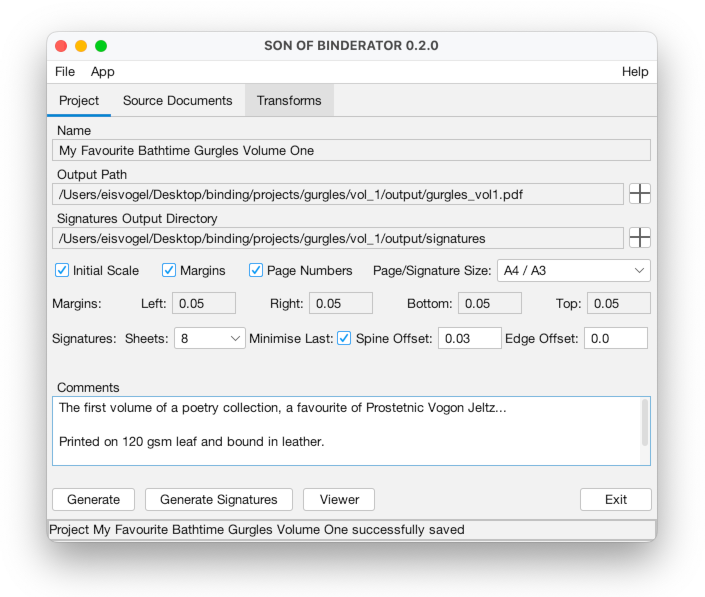 SON OF BINDERATOR 0.2.0
File App Help
Project Source Documents Transforms
Name
My Favourite Bathtime Gurgles Volume One
Output Path
/Users/eisvogel/Desktop/binding/projects/gurgles/vol_1/output/gurgles_vol1.pdf
Signatures Output Directory
/Users/eisvogel/Desktop/binding/projects/gurgles/vol_1/output/signatures
Initial Scale Margins Page Numbers Page/Signature Size: A4 / A3
Margins: Left: 0.05 Right: 0.05 Bottom: 0.05 Top: 0.05
Signatures: Sheets: 8 Minimise Last: Spine Offset: 0.03 Edge Offset: 0.0
Comments
The first volume of a poetry collection, a favourite of Prostetnic Vogon Jeltz...
Printed on 120 gsm leaf and bound in leather.
Generate Generate Signatures Viewer Exit
Project My Favourite Bathtime Gurgles Volume One successfully saved